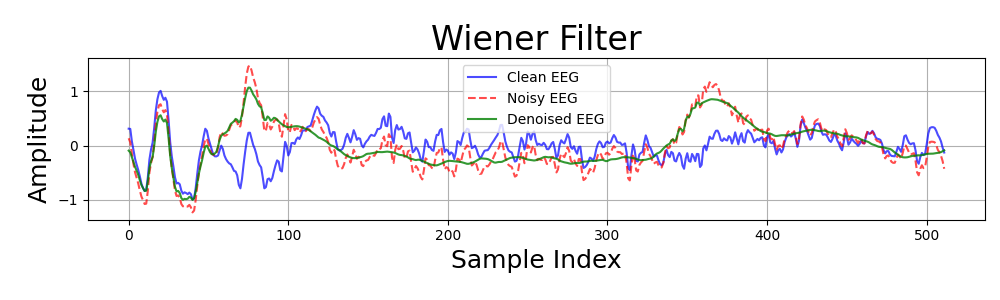 Wiener Filter
Amplitude
1
0
−1
Clean EEG
Noisy EEG
Denoised EEG
0 100 200 300 400 500
Sample Index